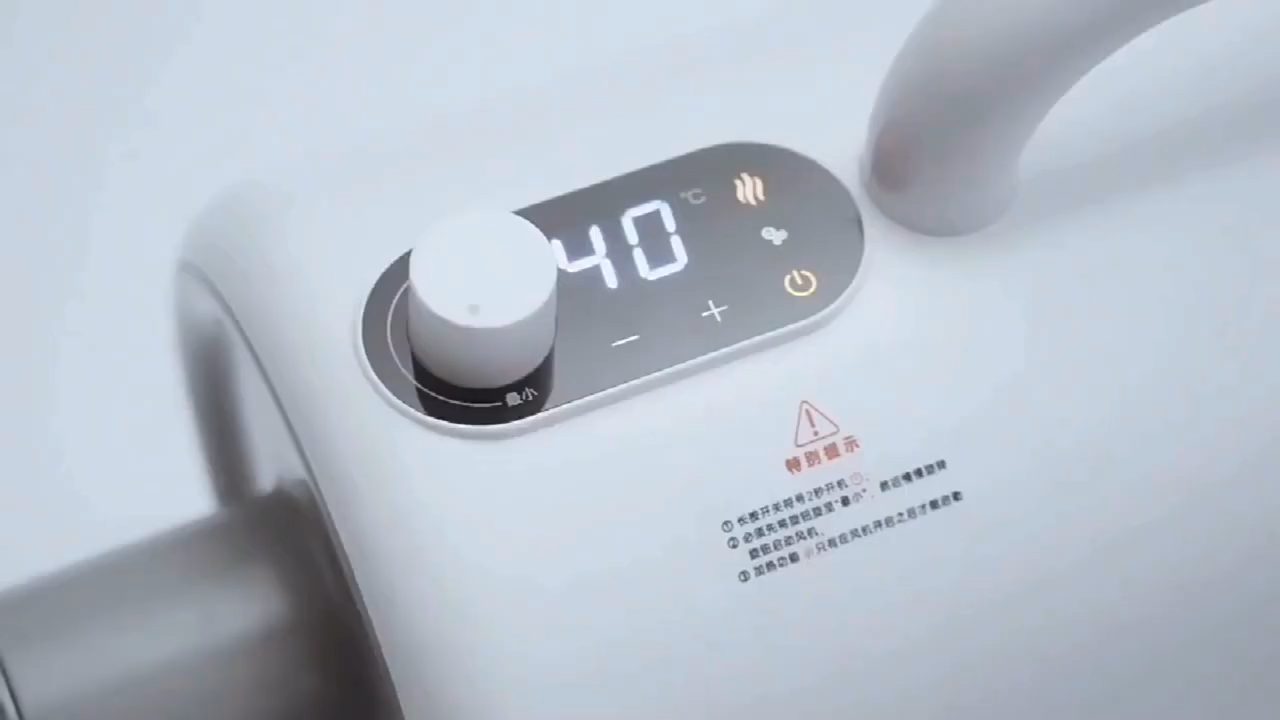 40 ℃
− +
最小
特别提示
① 长按开关符号2秒开机 ;
② 必须先将旋钮旋至“最小”，然后慢慢旋转
旋钮启动风机。
③ 加热功能 只有在风机开启之后才能启动